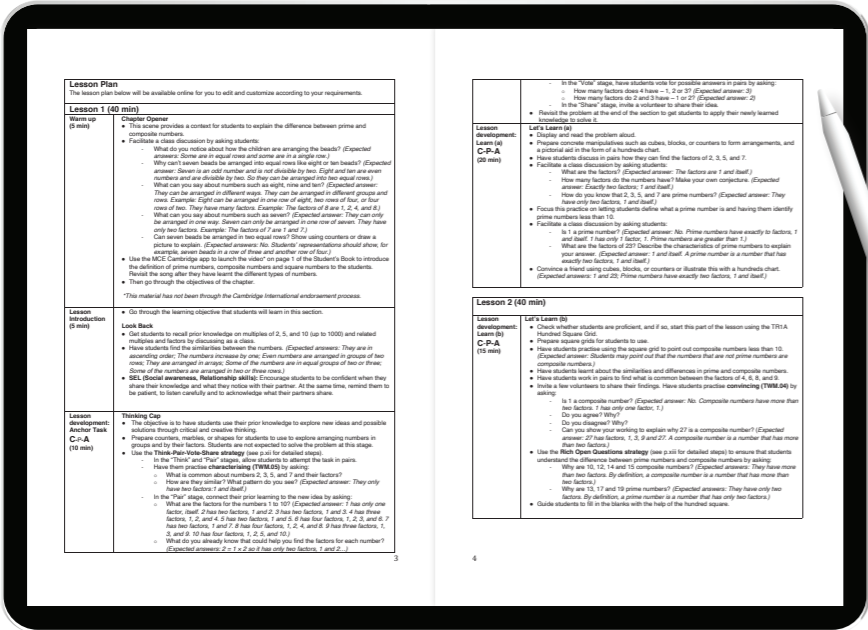 Lesson Plan
The lesson plan below will be available online for you to edit and customize according to your requirements.
Lesson 1 (40 min)
Warm up
(5 min)
Chapter Opener
● This scene provides a context for students to explain the difference between prime and
composite numbers.
● Facilitate a class discussion by asking students:
- What do you notice about how the children are arranging the beads? (Expected
answers: Some are in equal rows and some are in a single row.)
- Why can't seven beads be arranged into equal rows like eight or ten beads? (Expected
answer: Seven is an odd number and is not divisible by two. Eight and ten are even
numbers and are divisible by two. So they can be arranged into two equal rows.)
- What can you say about numbers such as eight, nine and ten? (Expected answer:
They can be arranged in different ways. They can be arranged in different groups and
rows. Example: Eight can be arranged in one row of eight, two rows of four, or four
rows of two. They have many factors. Example: The factors of 8 are 1, 2, 4, and 8.)
- What can you say about numbers such as seven? (Expected answer: They can only
be arranged in one way. Seven can only be arranged in one row of seven. They have
only two factors. Example: The factors of 7 are 1 and 7.)
- Can seven beads be arranged in two equal rows? Show using counters or draw a
picture to explain. (Expected answers: No. Students' representations should show, for
example, seven beads in a row of three and another row of four.)
● Use the MCE Cambridge app to launch the video* on page 1 of the Student's Book to introduce
the definition of prime numbers, composite numbers and square numbers to the students.
Revisit the song after they have learnt the different types of numbers.
● Then go through the objectives of the chapter.
*This material has not been through the Cambridge International endorsement process.
Lesson
Introduction
(5 min)
● Go through the learning objective that students will learn in this section.
Look Back
● Get students to recall prior knowledge on multiples of 2, 5, and 10 (up to 1000) and related
multiples and factors by discussing as a class.
● Have students find the similarities between the numbers. (Expected answers: They are in
ascending order; The numbers increase by one; Even numbers are arranged in groups of two
rows; They are arranged in arrays; Some of the numbers are in equal groups of two or three;
Some of the numbers are arranged in two or three rows.)
● SEL (Social awareness, Relationship skills): Encourage students to be confident when they
share their knowledge and what they notice with their partner. At the same time, remind them to
be patient, to listen carefully and to acknowledge what their partners share.
Lesson
development:
Anchor Task
C-P-A
(10 min)
Thinking Cap
● The objective is to have students use their prior knowledge to explore new ideas and possible
solutions through critical and creative thinking.
● Prepare counters, marbles, or shapes for students to use to explore arranging numbers in
groups and by their factors. Students are not expected to solve the problem at this stage.
● Use the Think-Pair-Vote-Share strategy (see p.xii for detailed steps).
- In the "Think" and "Pair" stages, allow students to attempt the task in pairs.
- Have them practise characterising (TWM.05) by asking:
○ What is common about numbers 2, 3, 5, and 7 and their factors?
○ How are they similar? What pattern do you see? (Expected answer: They only
have two factors:1 and itself.)
- In the "Pair" stage, connect their prior learning to the new idea by asking:
○ What are the factors for the numbers 1 to 10? (Expected answer: 1 has only one
factor, itself. 2 has two factors, 1 and 2. 3 has two factors, 1 and 3. 4 has three
factors, 1, 2, and 4. 5 has two factors, 1 and 5. 6 has four factors, 1, 2, 3, and 6. 7
has two factors, 1 and 7. 8 has four factors, 1, 2, 4, and 8. 9 has three factors, 1,
3, and 9. 10 has four factors, 1, 2, 5, and 10.)
○ What do you already know that could help you find the factors for each number?
(Expected answers: 2 = 1 x 2 so it has only two factors, 1 and 2…)
3
- In the "Vote" stage, have students vote for possible answers in pairs by asking:
○ How many factors does 4 have – 1, 2 or 3? (Expected answer: 3)
○ How many factors do 2 and 3 have – 1 or 2? (Expected answer: 2)
- In the "Share" stage, invite a volunteer to share their idea.
● Revisit the problem at the end of the section to get students to apply their newly learned
knowledge to solve it.
Lesson
development:
Learn (a)
C-P-A
(20 min)
Let's Learn (a)
● Display and read the problem aloud.
● Prepare concrete manipulatives such as cubes, blocks, or counters to form arrangements, and
a pictorial aid in the form of a hundreds chart.
● Have students discuss in pairs how they can find the factors of 2, 3, 5, and 7.
● Facilitate a class discussion by asking students:
- What are the factors? (Expected answer: The factors are 1 and itself.)
- How many factors do the numbers have? Make your own conjecture. (Expected
answer: Exactly two factors; 1 and itself.)
- How do you know that 2, 3, 5, and 7 are prime numbers? (Expected answer: They
have only two factors, 1 and itself.)
● Focus this practice on letting students define what a prime number is and having them identify
prime numbers less than 10.
● Facilitate a class discussion by asking students:
- Is 1 a prime number? (Expected answer: No. Prime numbers have exactly to factors, 1
and itself. 1 has only 1 factor, 1. Prime numbers are greater than 1.)
- What are the factors of 23? Describe the characteristics of prime numbers to explain
your answer. (Expected answer: 1 and itself. A prime number is a number that has
exactly two factors, 1 and itself.)
● Convince a friend using cubes, blocks, or counters or illustrate this with a hundreds chart.
(Expected answers: 1 and 23; Prime numbers have exactly two factors, 1 and itself.)
Lesson 2 (40 min)
Lesson
development:
Learn (b)
C-P-A
(15 min)
Let's Learn (b)
● Check whether students are proficient, and if so, start this part of the lesson using the TR1A
Hundred Square Grid.
● Prepare square grids for students to use.
● Have students practise using the square grid to point out composite numbers less than 10.
(Expected answer: Students may point out that the numbers that are not prime numbers are
composite numbers.)
● Have students learnt about the similarities and differences in prime and composite numbers.
● Have students work in pairs to find what is common between the factors of 4, 6, 8, and 9.
● Invite a few volunteers to share their findings. Have students practise convincing (TWM.04) by
asking:
- Is 1 a composite number? (Expected answer: No. Composite numbers have more than
two factors. 1 has only one factor, 1.)
- Do you agree? Why?
- Do you disagree? Why?
- Can you show your working to explain why 27 is a composite number? (Expected
answer: 27 has factors, 1, 3, 9 and 27. A composite number is a number that has more
than two factors.)
● Use the Rich Open Questions strategy (see p.xii for detailed steps) to ensure that students
understand the difference between prime numbers and composite numbers by asking:
- Why are 10, 12, 14 and 15 composite numbers? (Expected answers: They have more
than two factors. By definition, a composite number is a number that has more than
two factors.)
- Why are 13, 17 and 19 prime numbers? (Expected answers: They have only two
factors. By definition, a prime number is a number that has only two factors.)
● Guide students to fill in the blanks with the help of the hundred square.
4